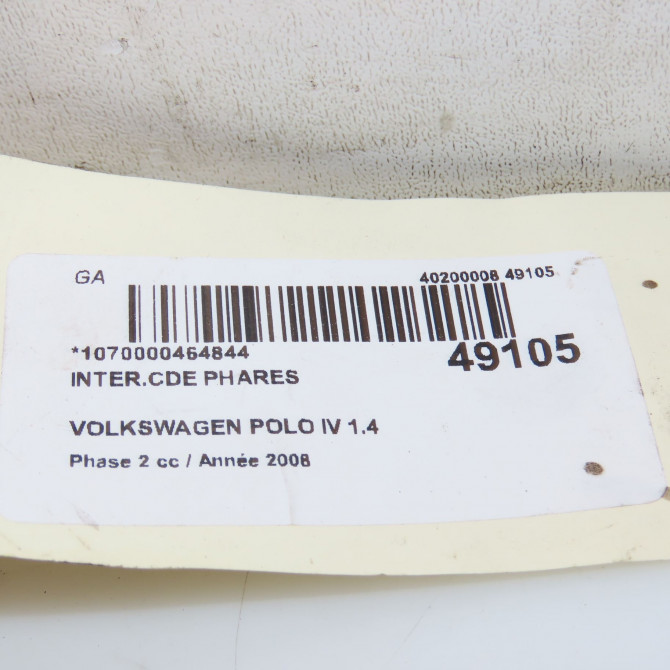 GA 40200008 49105
*1070000464844 49105
INTER.CDE PHARES
VOLKSWAGEN POLO IV 1.4
Phase 2 cc / Année 2008